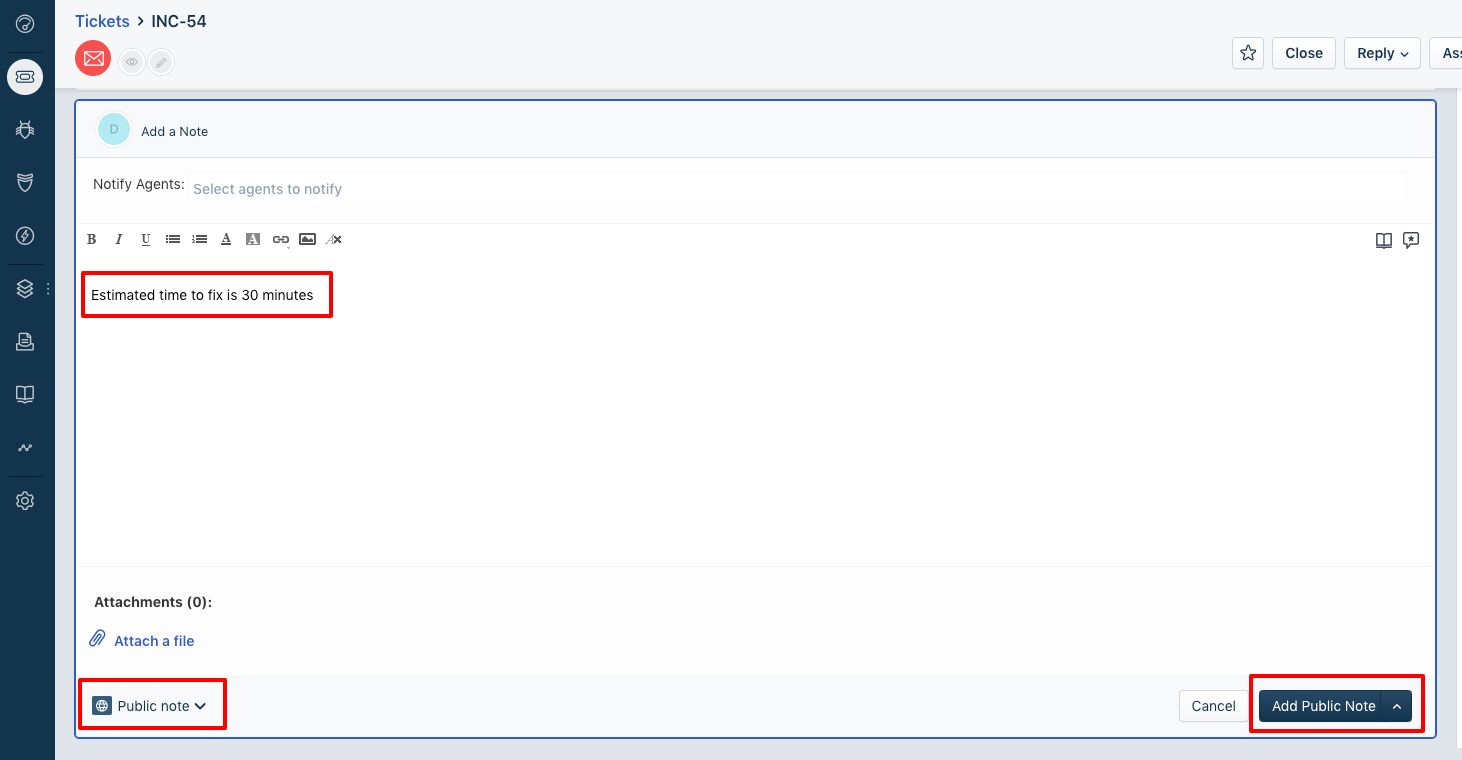 Tickets > INC-54
Close
Reply
Ass
D
Add a Note
Notify Agents:
Select agents to notify
B I U A A A
Estimated time to fix is 30 minutes
Attachments (0):
Attach a file
Public note
Cancel
Add Public Note